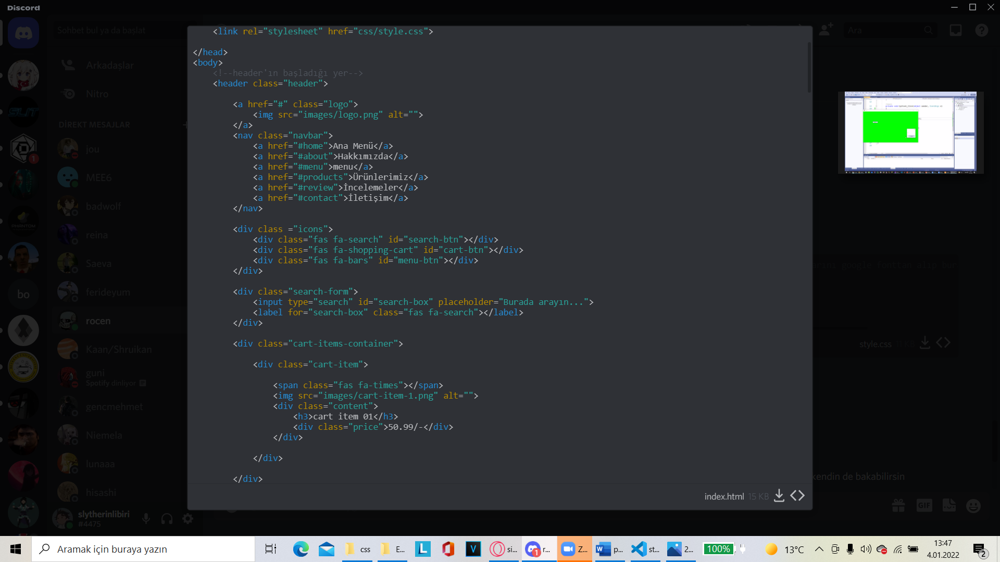 Discord
Sohbet bul ya da başlat
Arkadaşlar
Nitro
DİREKT MESAJLAR
jou
MEE6
badwolf
reina
Saeva
ferideyum
rocen
Kaan/Shruikan
guni
Spotify dinliyor
gencmehmet
Niemela
lunaaa
hisashi
slytherinlibiri
#4475
SLIT
1
PHANTOM
bo
<link rel="stylesheet" href="css/style.css">
</head>
<body>
<!--header'ın başladığı yer-->
<header class="header">
<a href="#" class="logo">
<img src="images/logo.png" alt="">
</a>
<nav class="navbar">
<a href="#home">Ana Menü</a>
<a href="#about">Hakkımızda</a>
<a href="#menu">menu</a>
<a href="#products">Ürünlerimiz</a>
<a href="#review">İncelemeler</a>
<a href="#contact">İletişim</a>
</nav>
<div class ="icons">
<div class="fas fa-search" id="search-btn"></div>
<div class="fas fa-shopping-cart" id="cart-btn"></div>
<div class="fas fa-bars" id="menu-btn"></div>
</div>
<div class="search-form">
<input type="search" id="search-box" placeholder="Burada arayın...">
<label for="search-box" class="fas fa-search"></label>
</div>
<div class="cart-items-container">
<div class="cart-item">
<span class="fas fa-times"></span>
<img src="images/cart-item-1.png" alt="">
<div class="content">
<h3>cart item 01</h3>
<div class="price">50.99/-</div>
</div>
</div>
</div>
index.html 15 KB
Ara
google fonttan alıp
style.css
kendin de bakabilirsin
GIF
Aramak için buraya yazın
css
E...
si...
r...
Z...
p...
st...
2...
100%
13°C
13:47
4.01.2022
2